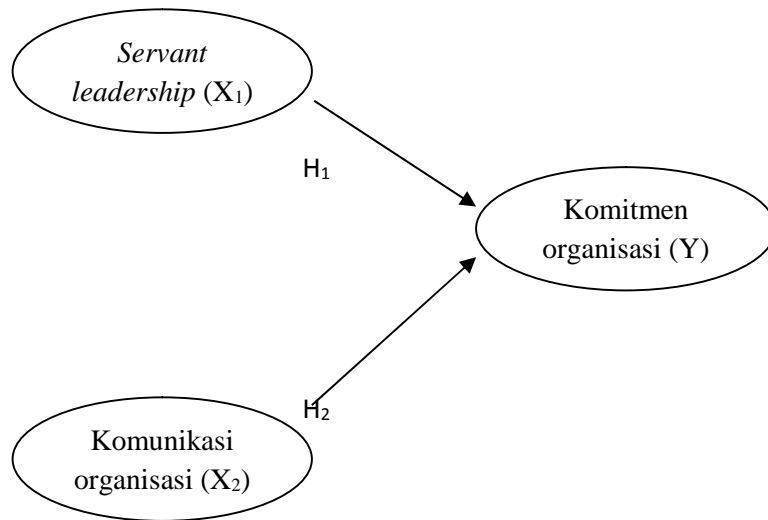 Servant
leadership (X₁)
H₁
Komitmen
organisasi (Y)
H₂
Komunikasi
organisasi (X₂)